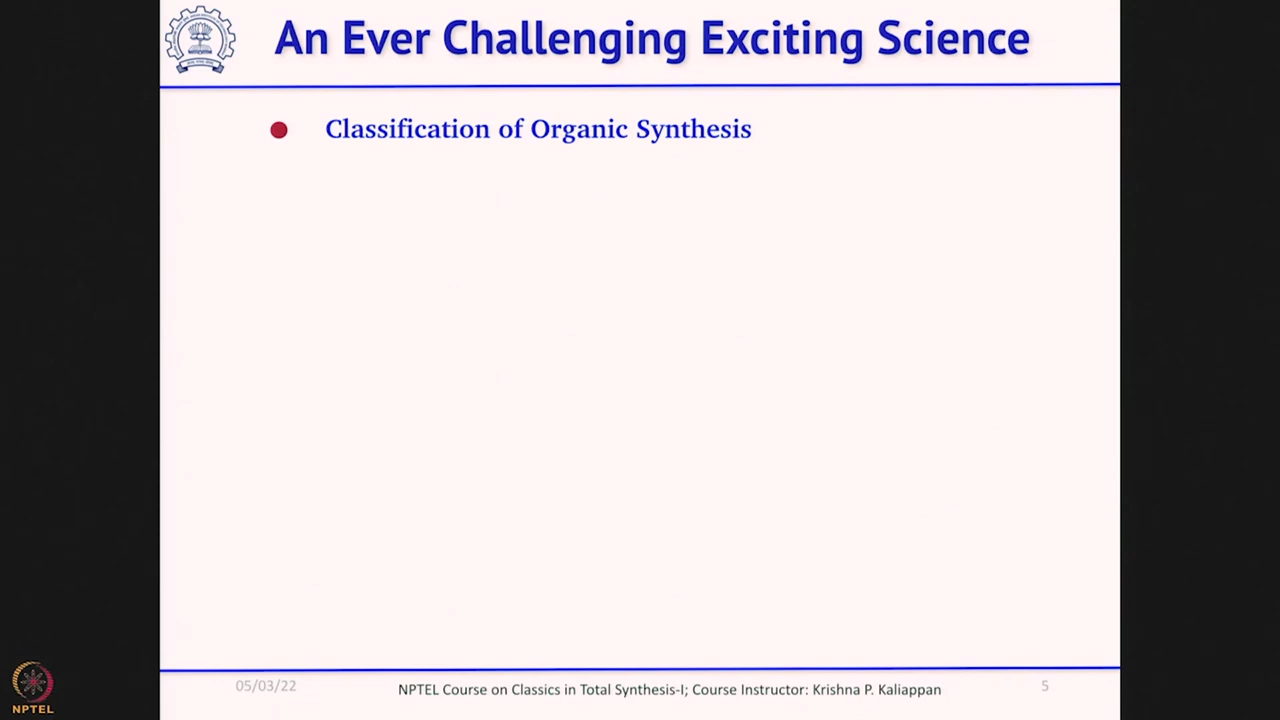 An Ever Challenging Exciting Science
Classification of Organic Synthesis
05/03/22
NPTEL Course on Classics in Total Synthesis-I; Course Instructor: Krishna P. Kaliappan
5
NPTEL